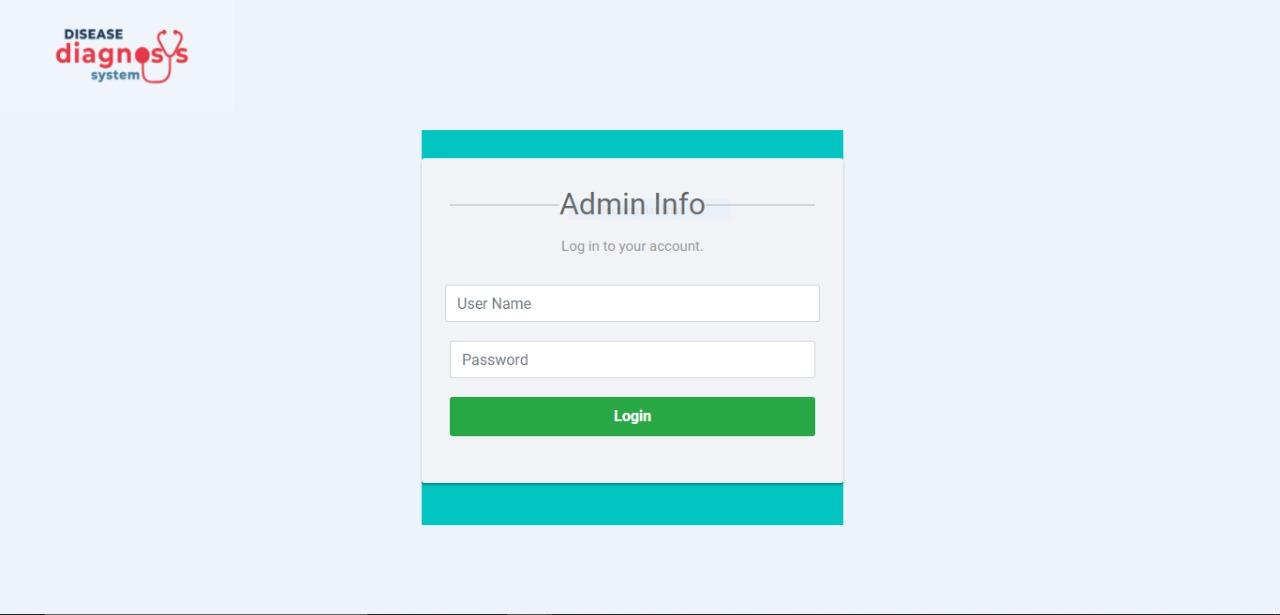 DISEASE
diagnosys
system
Admin Info
Log in to your account.
User Name
Password
Login